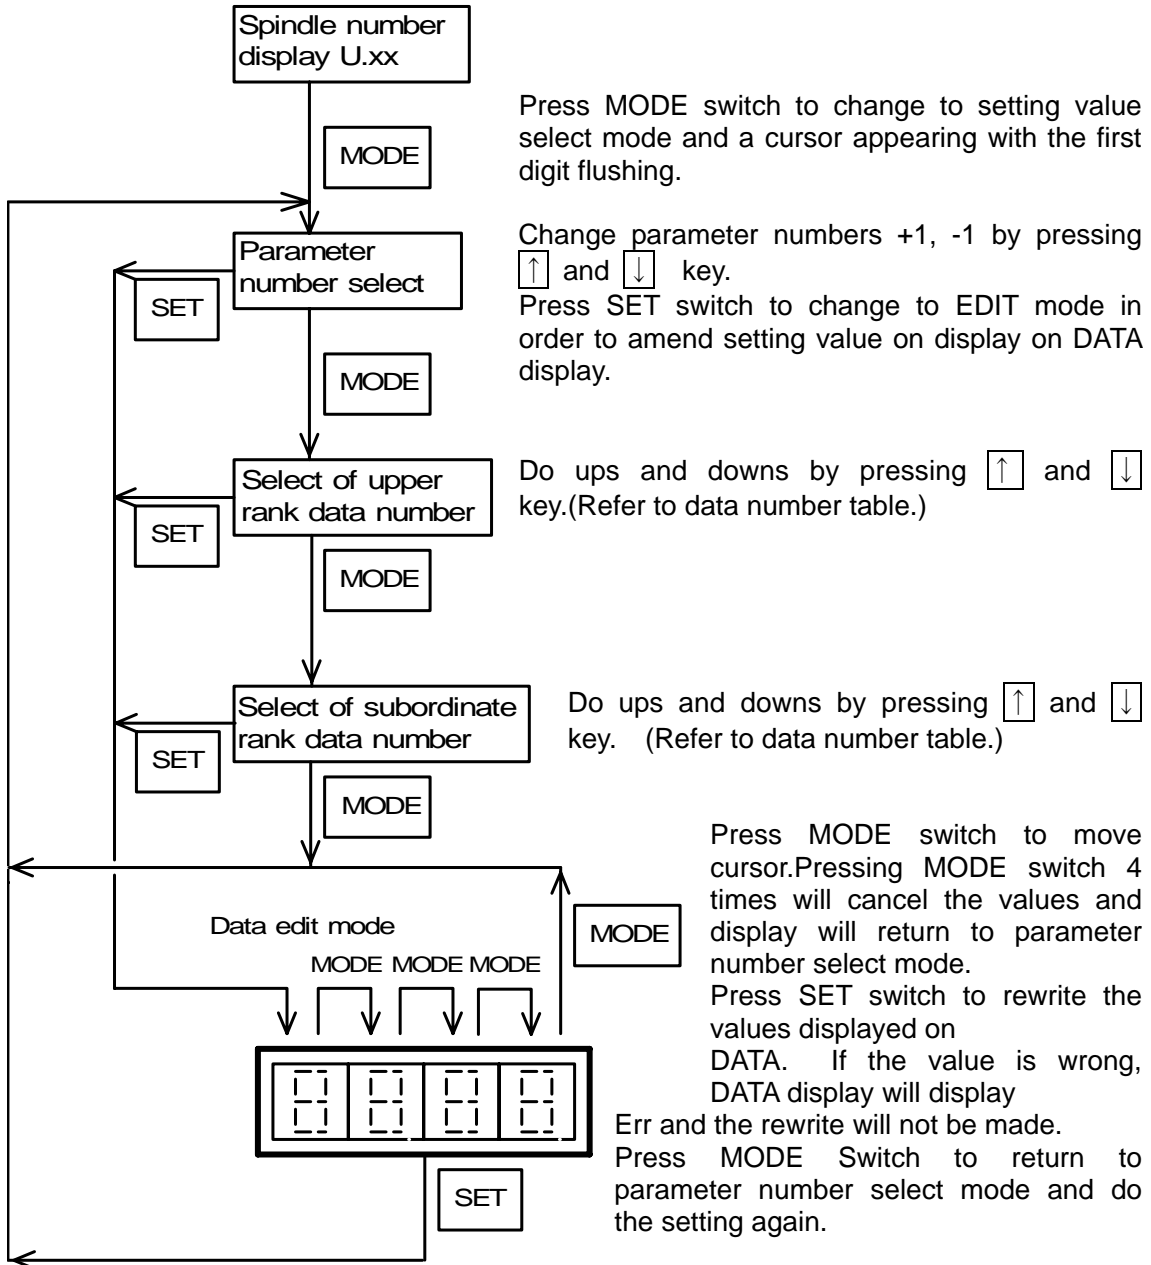 Spindle number
display U.xx
Press MODE switch to change to setting value
select mode and a cursor appearing with the first
digit flushing.
MODE
Change parameter numbers +1, -1 by pressing
↑ and ↓ key.
Press SET switch to change to EDIT mode in
order to amend setting value on display on DATA
display.
Parameter
number select
SET
MODE
Select of upper
rank data number
Do ups and downs by pressing ↑ and ↓
key.(Refer to data number table.)
SET
MODE
Select of subordinate
rank data number
Do ups and downs by pressing ↑ and ↓
key. (Refer to data number table.)
SET
MODE
Press MODE switch to move
cursor.Pressing MODE switch 4
times will cancel the values and
display will return to parameter
number select mode.
Press SET switch to rewrite the
values displayed on
DATA. If the value is wrong,
DATA display will display
Err and the rewrite will not be made.
Press MODE Switch to return to
parameter number select mode and do
the setting again.
Data edit mode
MODE
MODE MODE MODE
8 8 8 8
SET